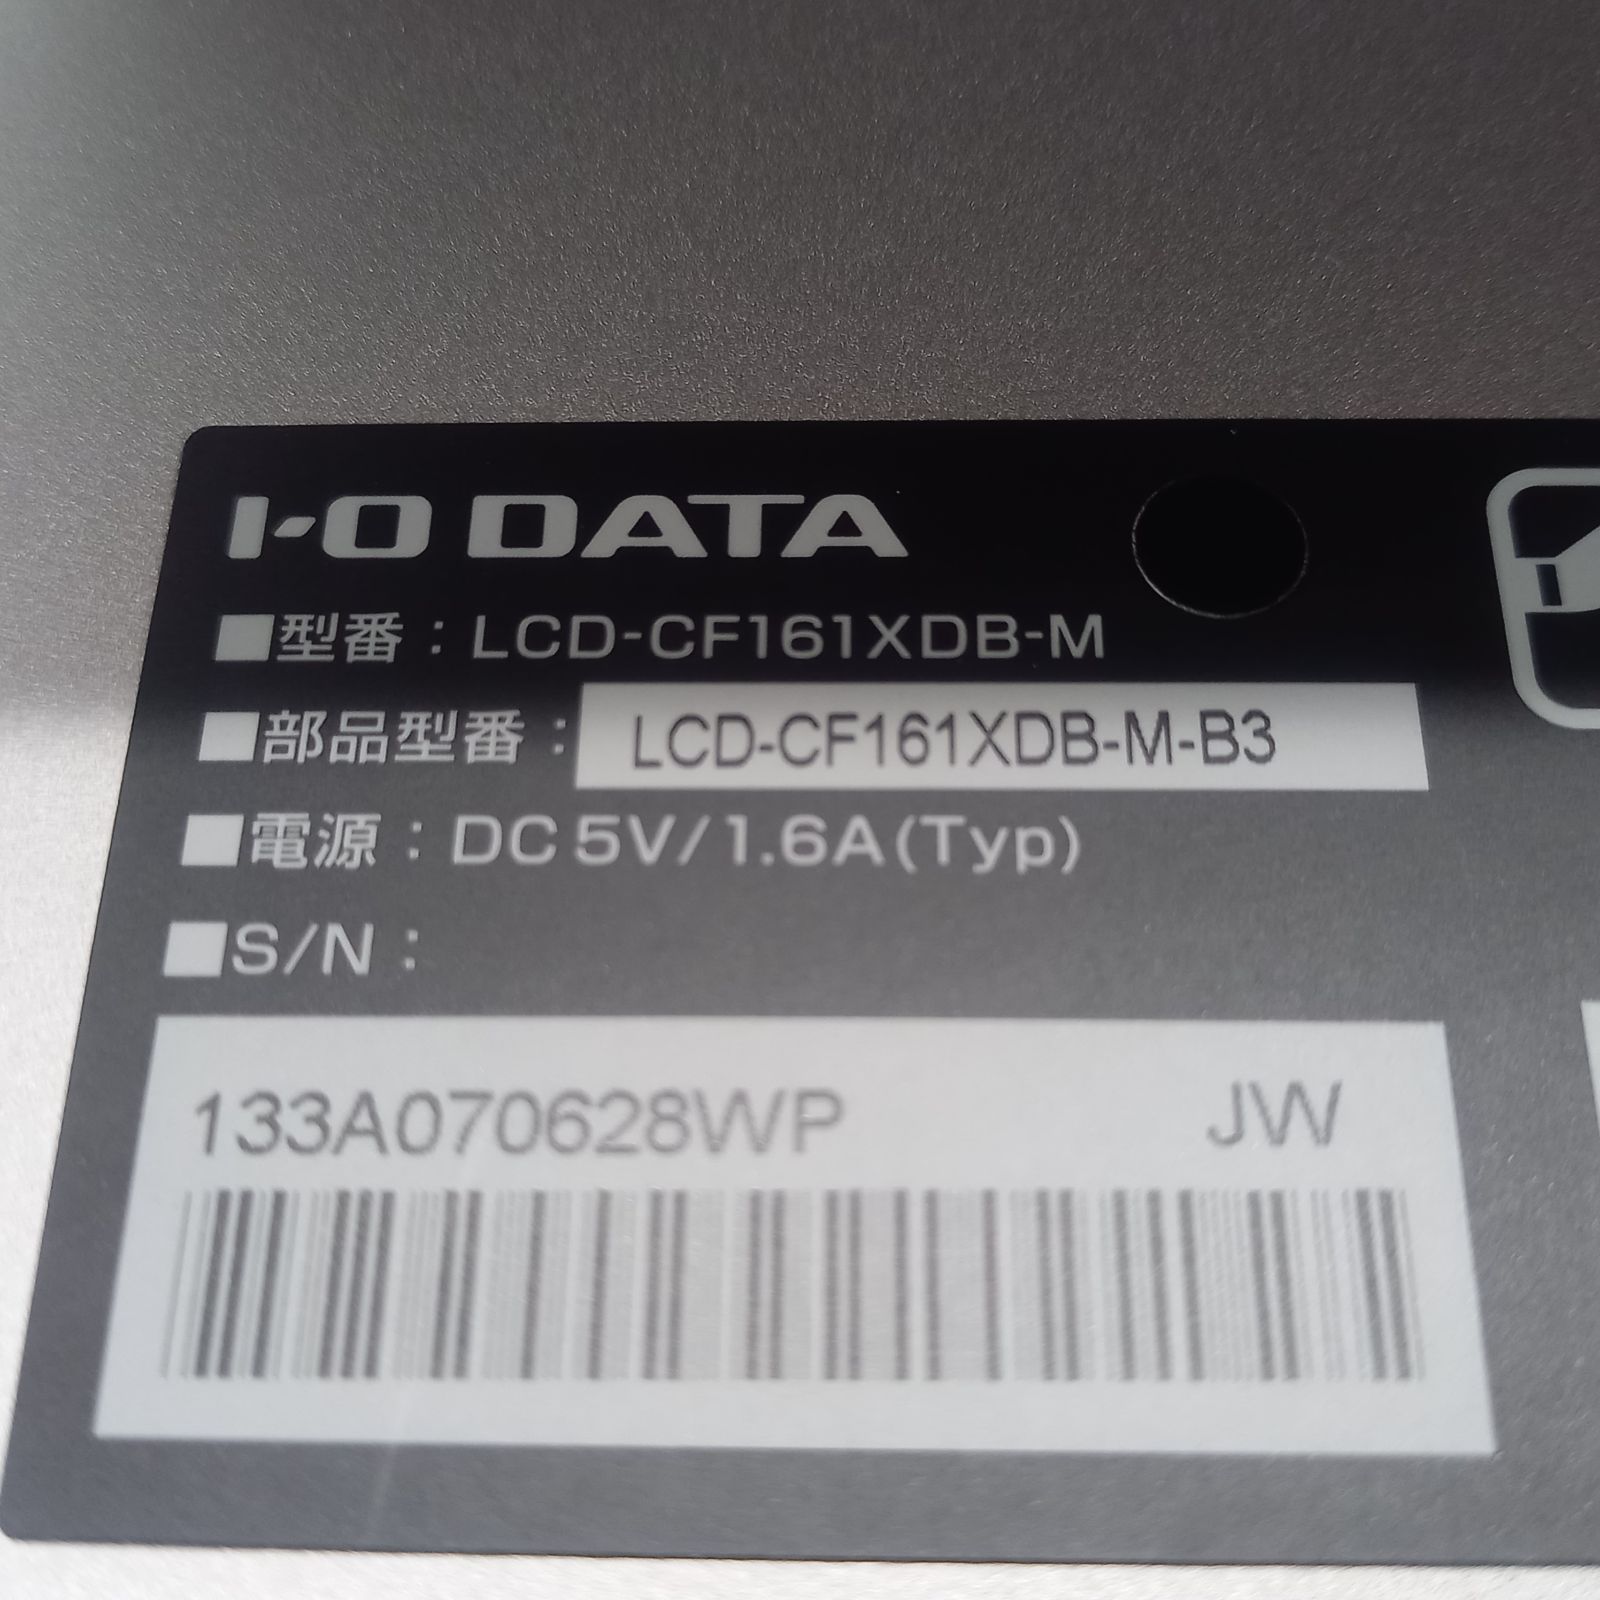 I-O DATA
■型番：LCD-CF161XDB-M
■部品型番：LCD-CF161XDB-M-B3
■電源：DC 5V/1.6A(Typ)
■S/N：
133A070628WP JW